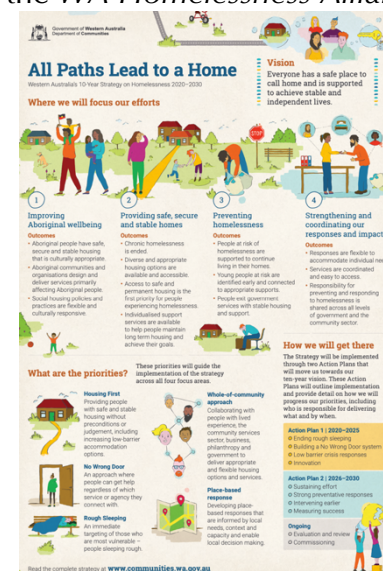 the WA Homelessness Allian
Government of Western Australia
Department of Communities
All Paths Lead to a Home
Western Australia's 10-Year Strategy on Homelessness 2020–2030
Vision
Everyone has a safe place to
call home and is supported
to achieve stable and
independent lives.
Where we will focus our efforts
STOP
1
Improving
Aboriginal wellbeing
Outcomes
• Aboriginal people have safe,
secure and stable housing
that is culturally appropriate.
• Aboriginal communities and
organisations design and
deliver services primarily
affecting Aboriginal people.
• Social housing policies and
practices are flexible and
culturally responsive.
2
Providing safe, secure
and stable homes
Outcomes
• Chronic homelessness
is ended.
• Diverse and appropriate
housing options are
available and accessible.
• Access to safe and
permanent housing is the
first priority for people
experiencing homelessness.
• Individualised support
services are available
to help people maintain
long term housing and
achieve their goals.
3
Preventing
homelessness
Outcomes
• People at risk of
homelessness are
supported to continue
living in their homes.
• Young people at risk are
identified early and connected
to appropriate supports.
• People exit government
services with stable housing
and support.
4
Strengthening and
coordinating our
responses and impact
Outcomes
• Responses are flexible to
accommodate individual nee
• Services are coordinated
and easy to access.
• Responsibility for
preventing and responding
to homelessness is
shared across all levels
of government and the
community sector.
What are the priorities?
These priorities will guide the
implementation of the strategy
across all four focus areas.
Housing First
Providing people
with safe and stable
housing without
preconditions or
judgement, including
increasing low-barrier
accommodation
options.
No Wrong Door
An approach where
people can get help
regardless of which
service or agency they
connect with.
Rough Sleeping
An immediate
targeting of those who
are most vulnerable –
people sleeping rough.
Whole-of-community
approach
Collaborating with
people with lived
experience, the
community services
sector, business,
philanthropy and
government to
deliver appropriate
and flexible housing
options and services.
Place-based
response
Developing place-
based responses that
are informed by local
needs, context and
capacity and enable
local decision making.
How we will get there
The Strategy will be implemented
through two Action Plans that
will move us towards our
ten-year vision. These Action
Plans will outline implementation
and provide detail on how we will
progress our priorities, including
who is responsible for delivering
what and by when.
Action Plan 1 | 2020–2025
Ending rough sleeping
Building a No Wrong Door system
Low barrier crisis responses
Innovation
Action Plan 2 | 2026–2030
Sustaining effort
Strong preventative responses
Intervening earlier
Measuring success
Ongoing
Evaluation and review
Commissioning
Read the complete strategy at www.communities.wa.gov.au